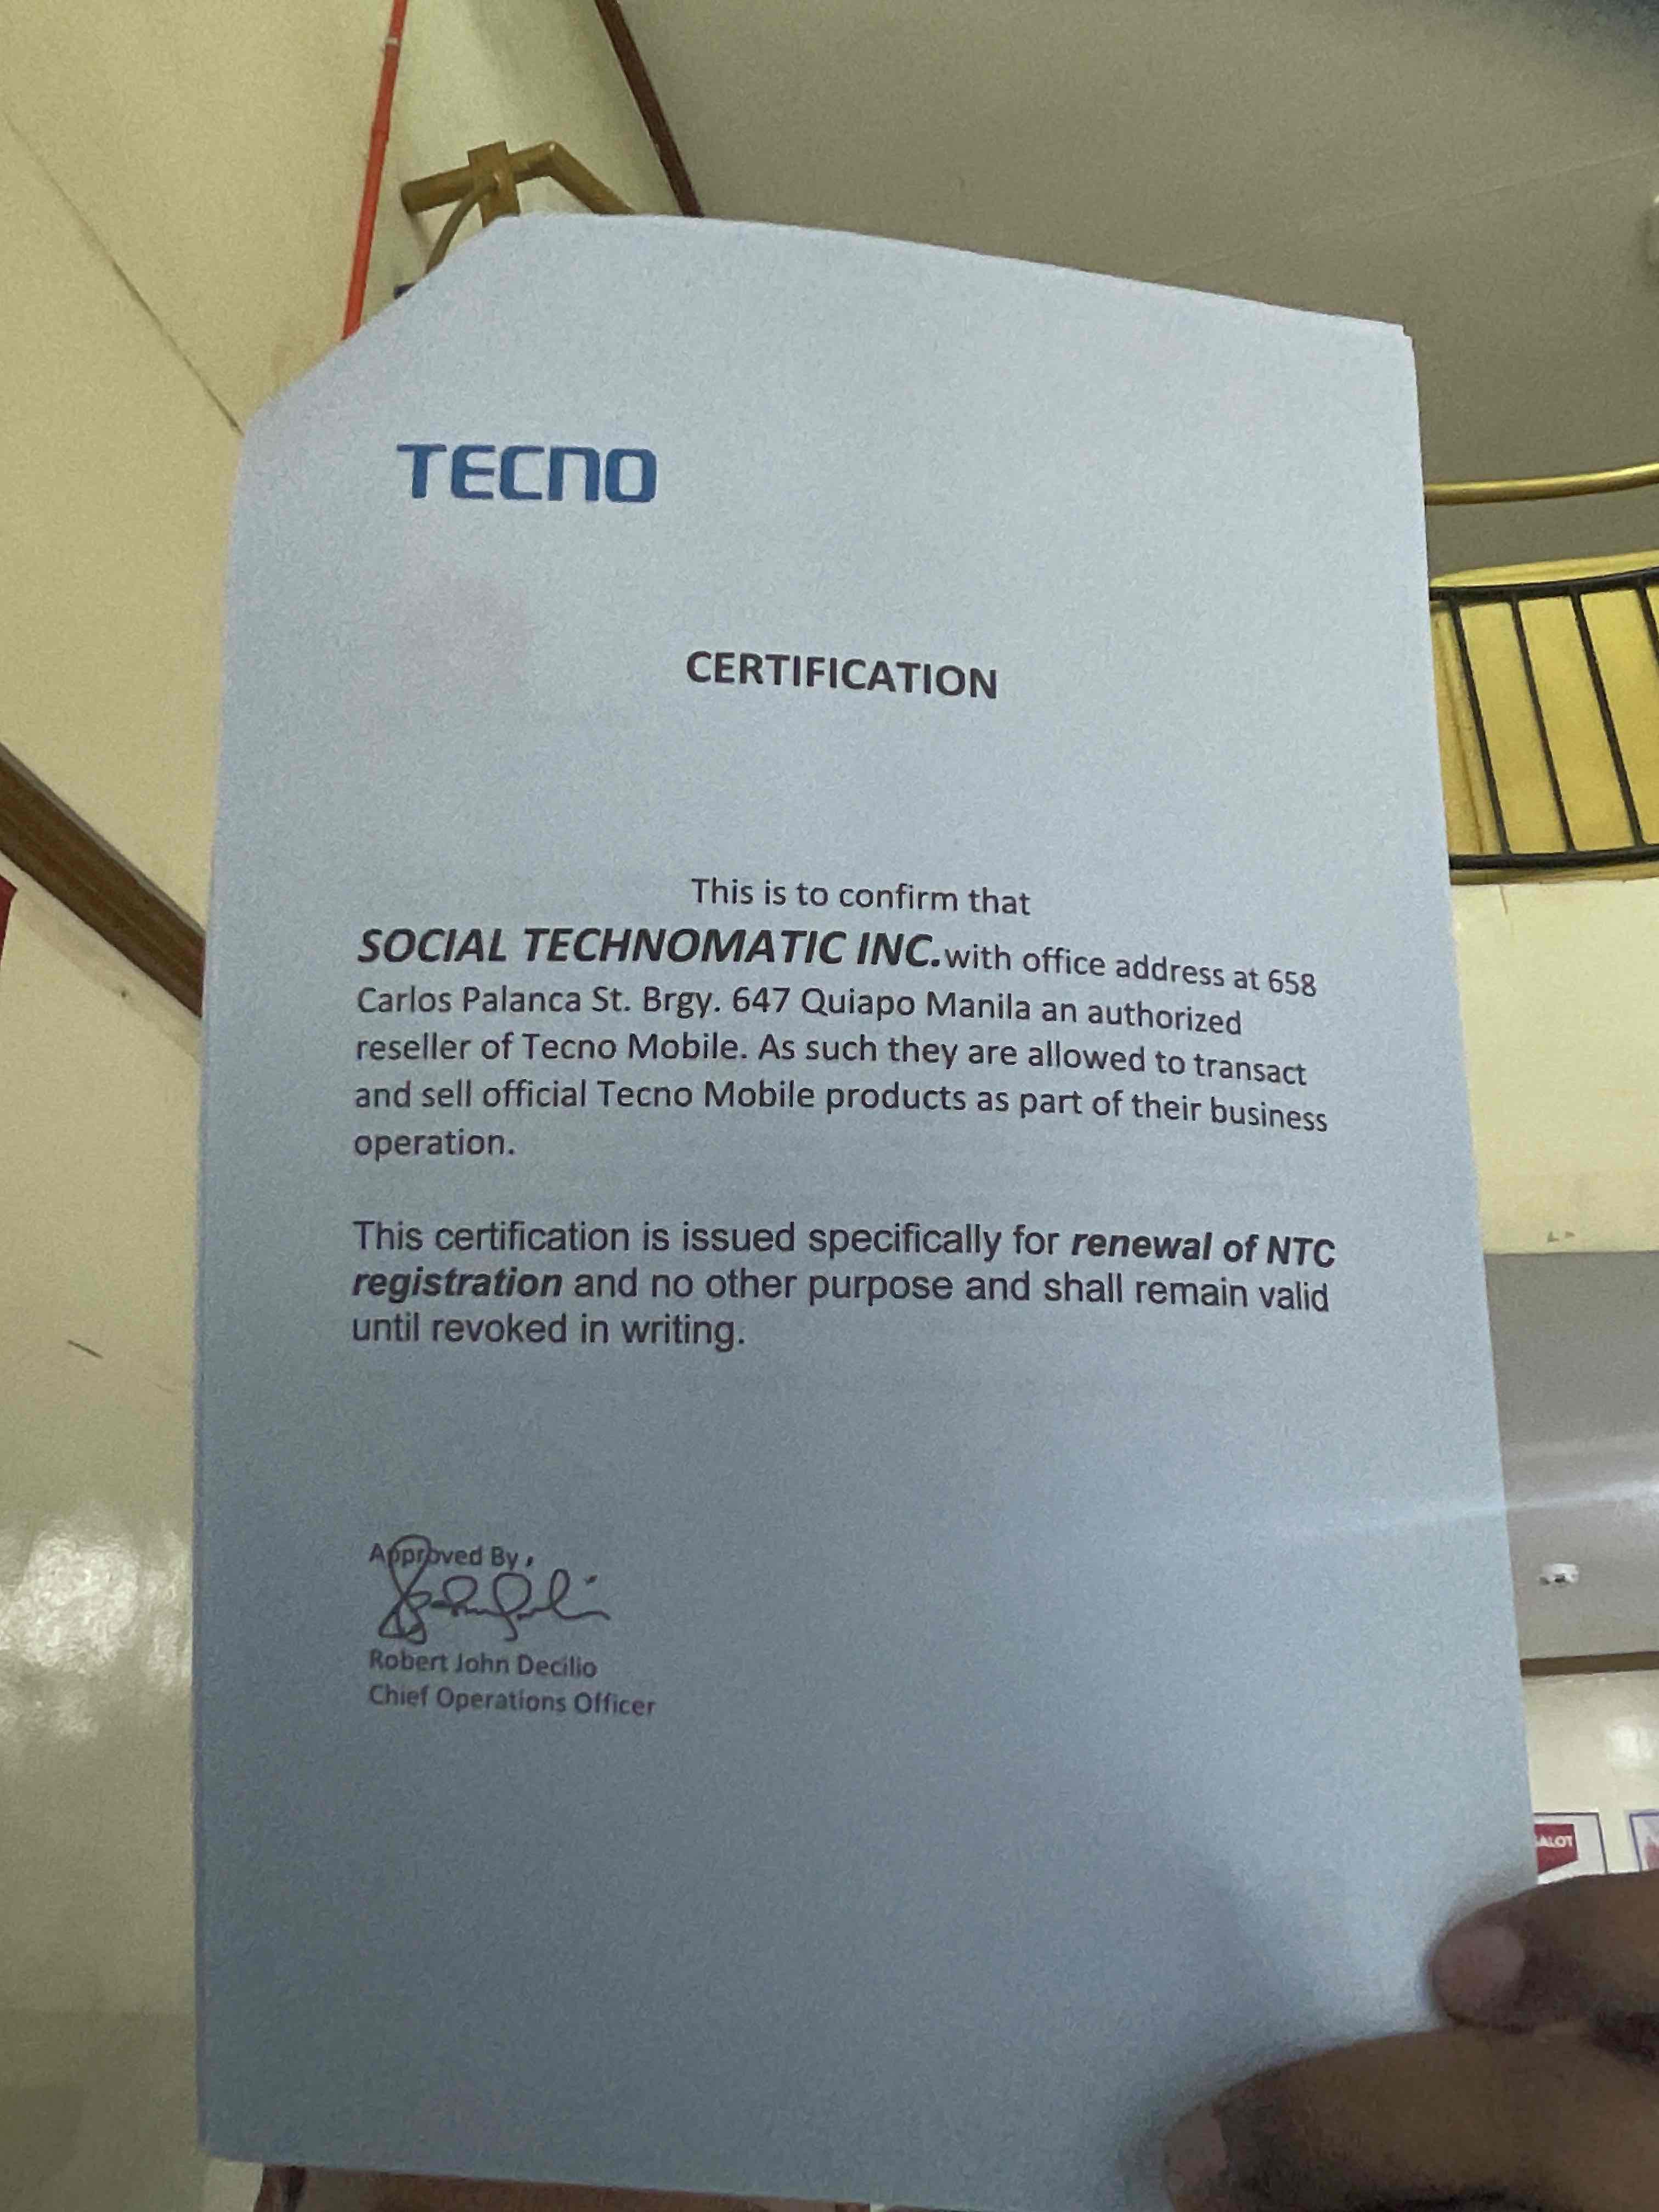 TECNO
CERTIFICATION
This is to confirm that
SOCIAL TECHNOMATIC INC.with office address at 658
Carlos Palanca St. Brgy. 647 Quiapo Manila an authorized
reseller of Tecno Mobile. As such they are allowed to transact
and sell official Tecno Mobile products as part of their business
operation.
This certification is issued specifically for renewal of NTC
registration and no other purpose and shall remain valid
until revoked in writing.
Approved By,
Robert John Decilio
Chief Operations Officer